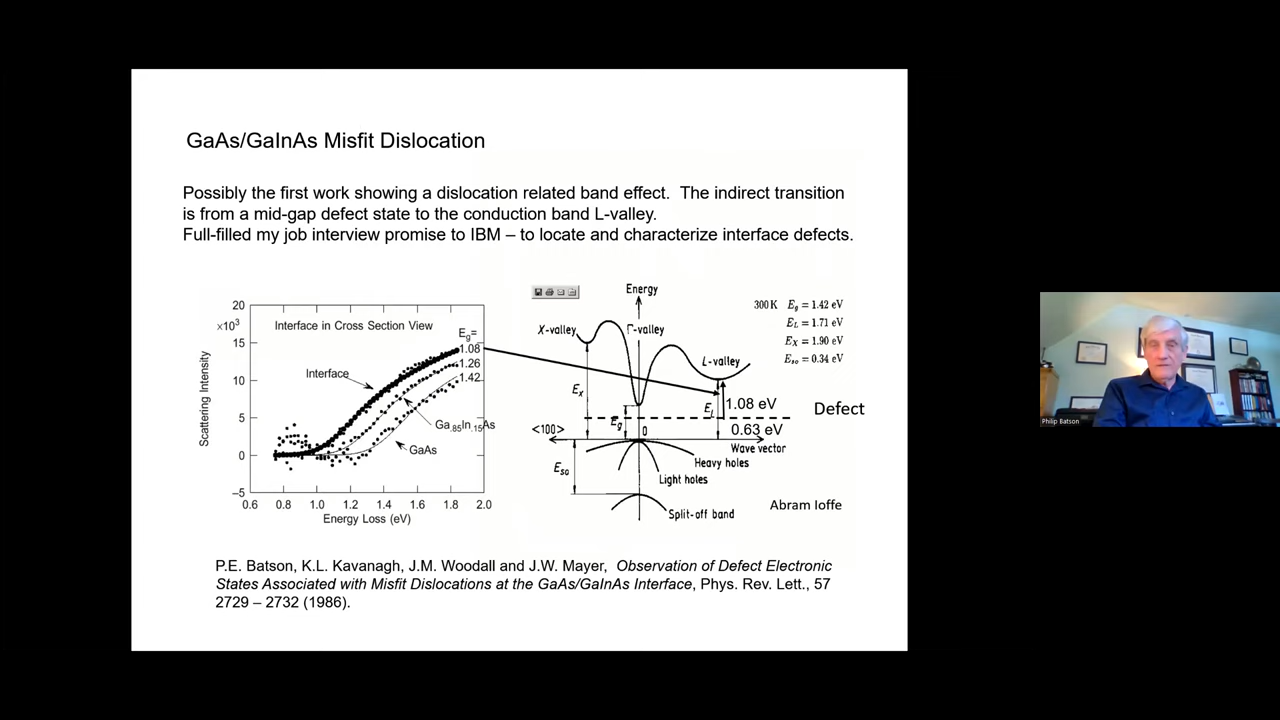 GaAs/GaInAs Misfit Dislocation
Possibly the first work showing a dislocation related band effect.  The indirect transition
is from a mid-gap defect state to the conduction band L-valley.
Full-filled my job interview promise to IBM – to locate and characterize interface defects.
20
×10³
15
10
5
0
−5
Scattering Intensity
Interface in Cross Section View
Eg=
1.08
1.26
1.42
Interface
Ga.85In.15As
GaAs
0.6 0.8 1.0 1.2 1.4 1.6 1.8 2.0
Energy Loss (eV)
Energy
X-valley
Γ-valley
L-valley
300 K Eg = 1.42 eV
EL = 1.71 eV
EX = 1.90 eV
Eso = 0.34 eV
Ex
Eg
EL
1.08 eV
Defect
0.63 eV
<100>
0
Wave vector
Eso
Heavy holes
Light holes
Split-off band
Abram Ioffe
P.E. Batson, K.L. Kavanagh, J.M. Woodall and J.W. Mayer, Observation of Defect Electronic
States Associated with Misfit Dislocations at the GaAs/GaInAs Interface, Phys. Rev. Lett., 57
2729 – 2732 (1986).
Philip Batson